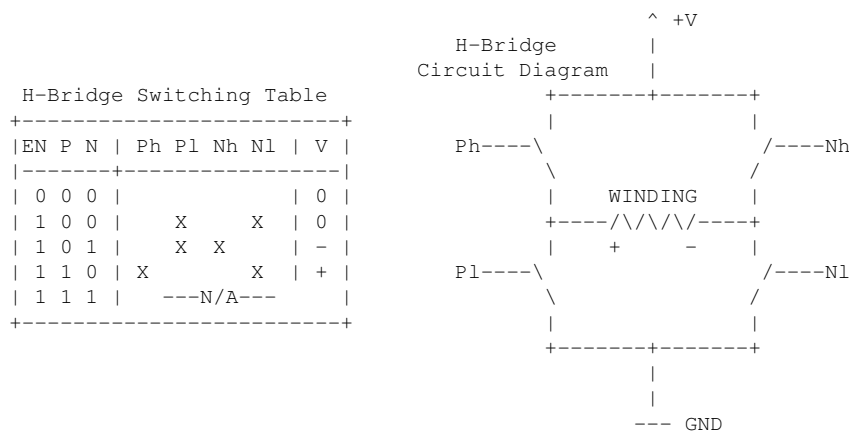 ^ +V
H-Bridge
Circuit Diagram
H-Bridge Switching Table
EN P N | Ph Pl Nh Nl | V
0 0 0 | | 0
1 0 0 | X X | 0
1 0 1 | X X | -
1 1 0 | X X | +
1 1 1 | ---N/A---
Ph----\ /----Nh
WINDING
+----/\/\/\/----+
+ -
Pl----\ /----Nl
--- GND